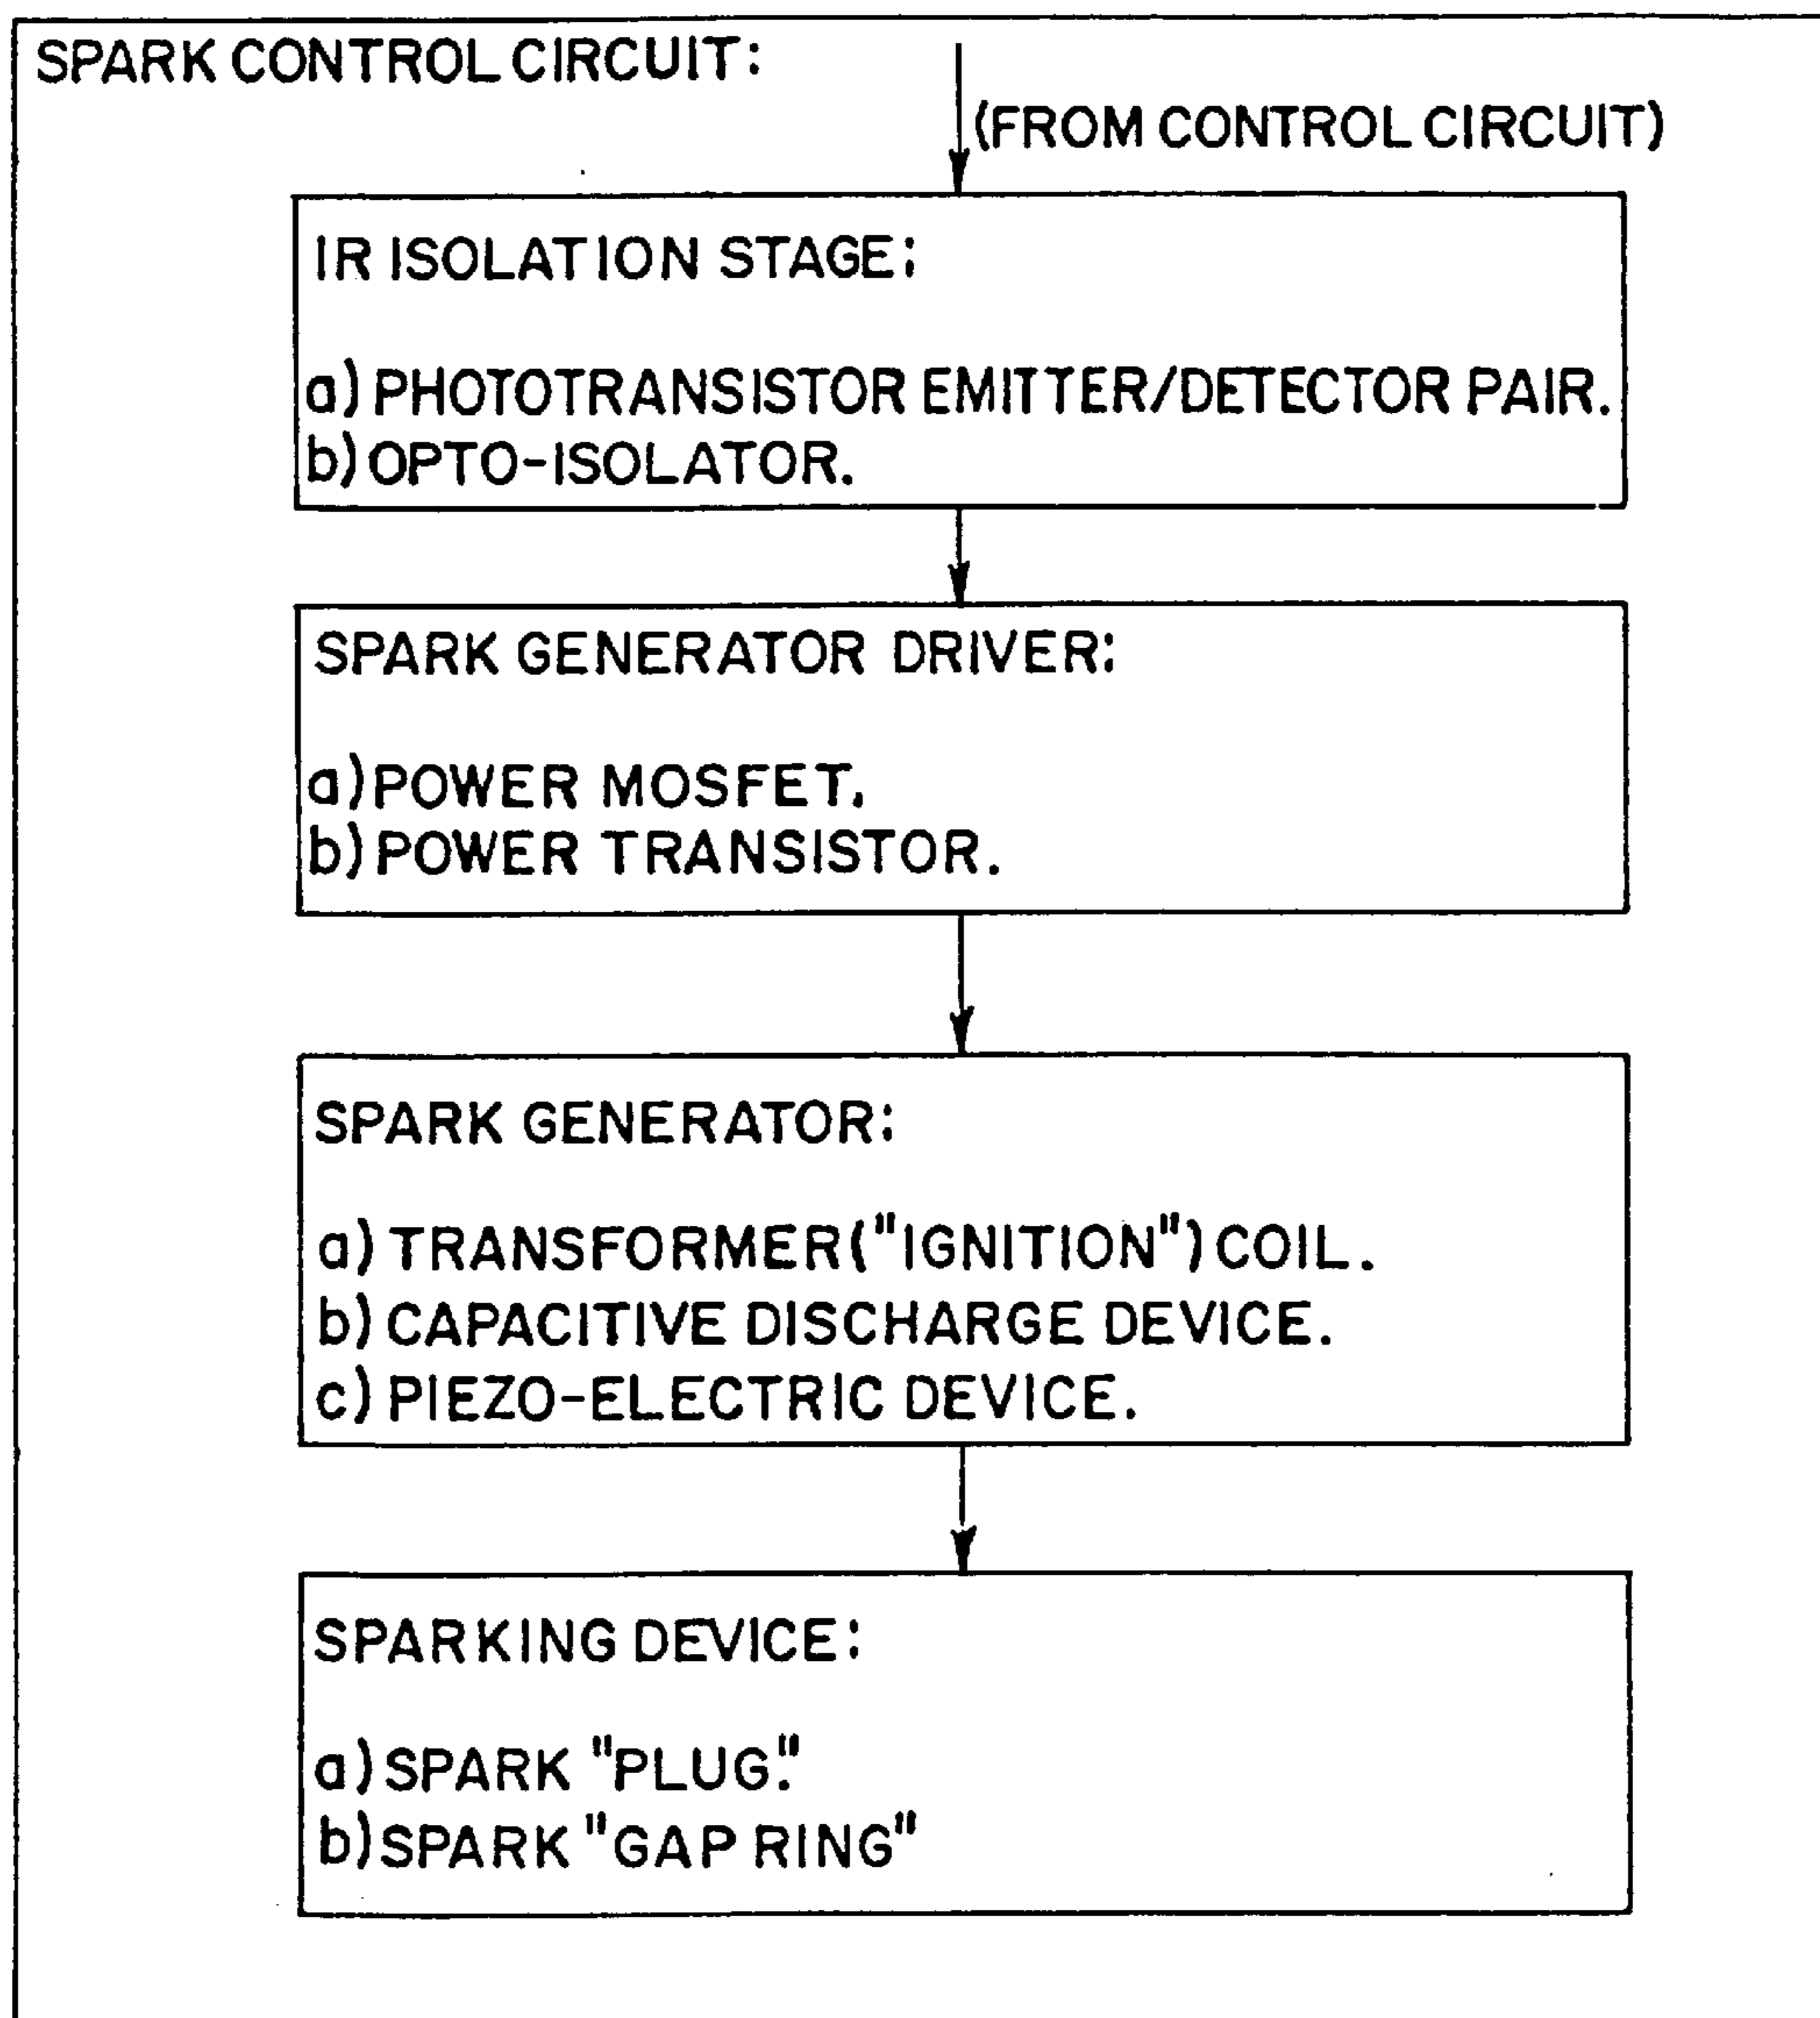 SPARK CONTROL CIRCUIT:
(FROM CONTROL CIRCUIT)
IR ISOLATION STAGE:
a) PHOTOTRANSISTOR EMITTER/DETECTOR PAIR.
b) OPTO-ISOLATOR.
SPARK GENERATOR DRIVER:
a) POWER MOSFET.
b) POWER TRANSISTOR.
SPARK GENERATOR:
a) TRANSFORMER ("IGNITION") COIL.
b) CAPACITIVE DISCHARGE DEVICE.
c) PIEZO-ELECTRIC DEVICE.
SPARKING DEVICE:
a) SPARK "PLUG".
b) SPARK "GAP RING"